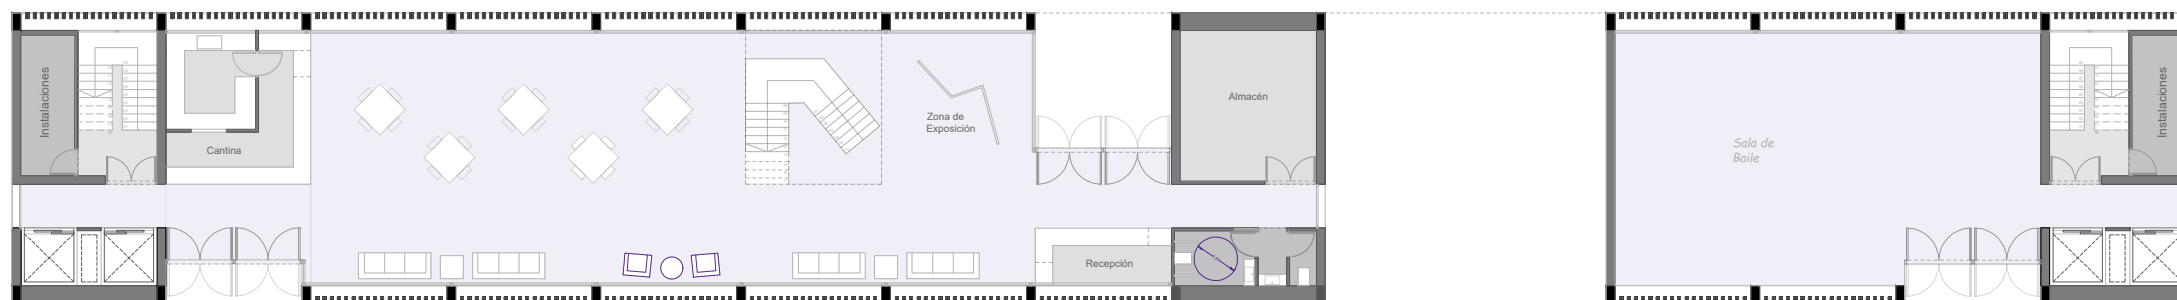 Instalaciones
Cantina
Zona de
Exposición
Almacén
Recepción
Sala de
Baile
Instalaciones